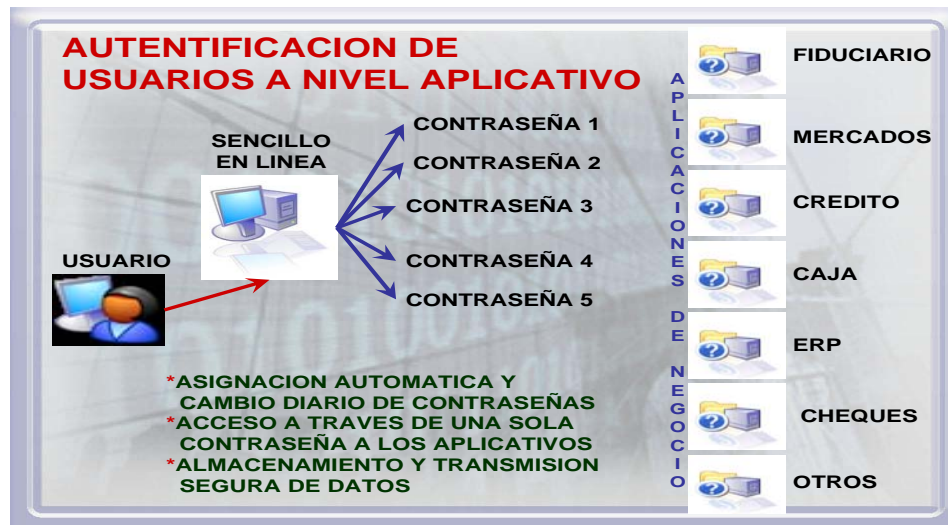 AUTENTIFICACION DE
USUARIOS A NIVEL APLICATIVO
SENCILLO
EN LINEA
USUARIO
CONTRASEÑA 1
CONTRASEÑA 2
CONTRASEÑA 3
CONTRASEÑA 4
CONTRASEÑA 5
*ASIGNACION AUTOMATICA Y
CAMBIO DIARIO DE CONTRASEÑAS
*ACCESO A TRAVES DE UNA SOLA
CONTRASEÑA A LOS APLICATIVOS
*ALMACENAMIENTO Y TRANSMISION
SEGURA DE DATOS
APLICACIONES DE NEGOCIO
FIDUCIARIO
MERCADOS
CREDITO
CAJA
ERP
CHEQUES
OTROS